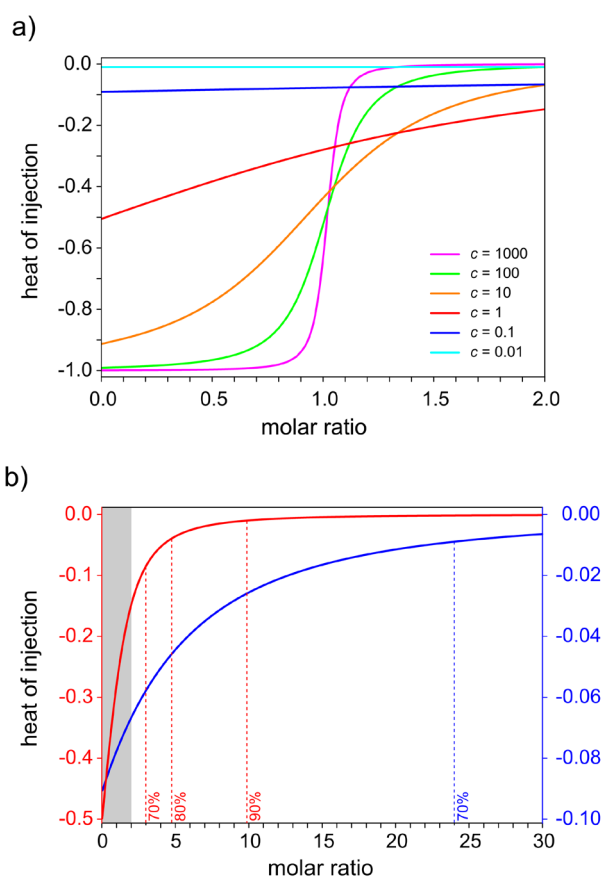 a)
0.0
-0.2
-0.4
-0.6
-0.8
-1.0
heat of injection
c = 1000
c = 100
c = 10
c = 1
c = 0.1
c = 0.01
0.0 0.5 1.0 1.5 2.0
molar ratio
b)
0.0 0.00
-0.1 -0.02
-0.2 -0.04
-0.3 -0.06
-0.4 -0.08
-0.5 -0.10
heat of injection
70% 80% 90% 70%
0 5 10 15 20 25 30
molar ratio